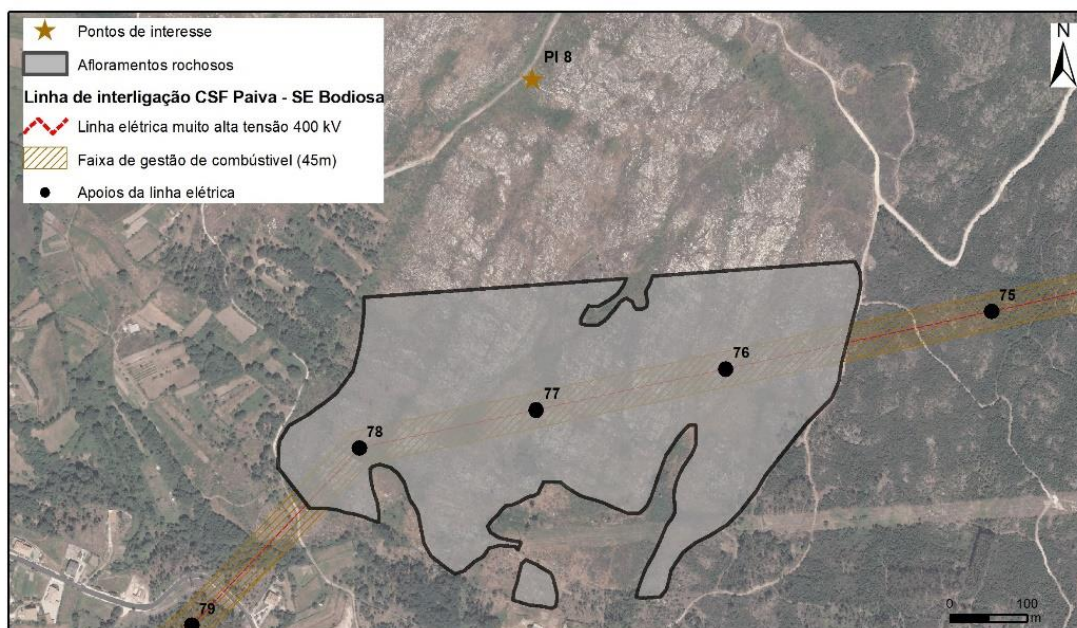 Pontos de interesse
Afloramentos rochosos
Linha de interligação CSF Paiva - SE Bodiosa
Linha elétrica muito alta tensão 400 kV
Faixa de gestão de combústivel (45m)
Apoios da linha elétrica
PI 8
N
75
76
77
78
79
0 100
m